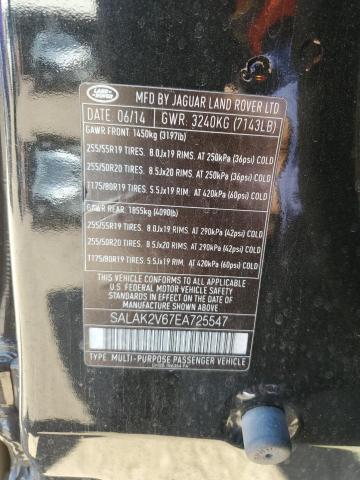 LAND ROVER
MFD BY JAGUAR LAND ROVER LTD
DATE 06/14 GWR: 3240KG (7143LB)
GAWR FRONT 1450kg (3197lb)
255/55R19 TIRES. 8.0Jx19 RIMS. AT 250kPa (36psi) COLD
255/50R20 TIRES. 8.5Jx20 RIMS. AT 250kPa (36psi) COLD
T175/80R19 TIRES. 5.5Jx19 RIM. AT 420kPa (60psi) COLD
GAWR REAR 1855kg (4090lb)
255/55R19 TIRES. 8.0Jx19 RIMS. AT 290kPa (42psi) COLD
255/50R20 TIRES. 8.5Jx20 RIMS. AT 290kPa (42psi) COLD
T175/80R19 TIRES. 5.5Jx19 RIM. AT 420kPa (60psi) COLD
THIS VEHICLE CONFORMS TO ALL APPLICABLE
U.S. FEDERAL MOTOR VEHICLE SAFETY
AND THEFT PREVENTION STANDARDS
IN EFFECT ON THE DATE OF
MANUFACTURE SHOWN ABOVE
SALAK2V67EA725547
TYPE: MULTI-PURPOSE PASSENGER VEHICLE